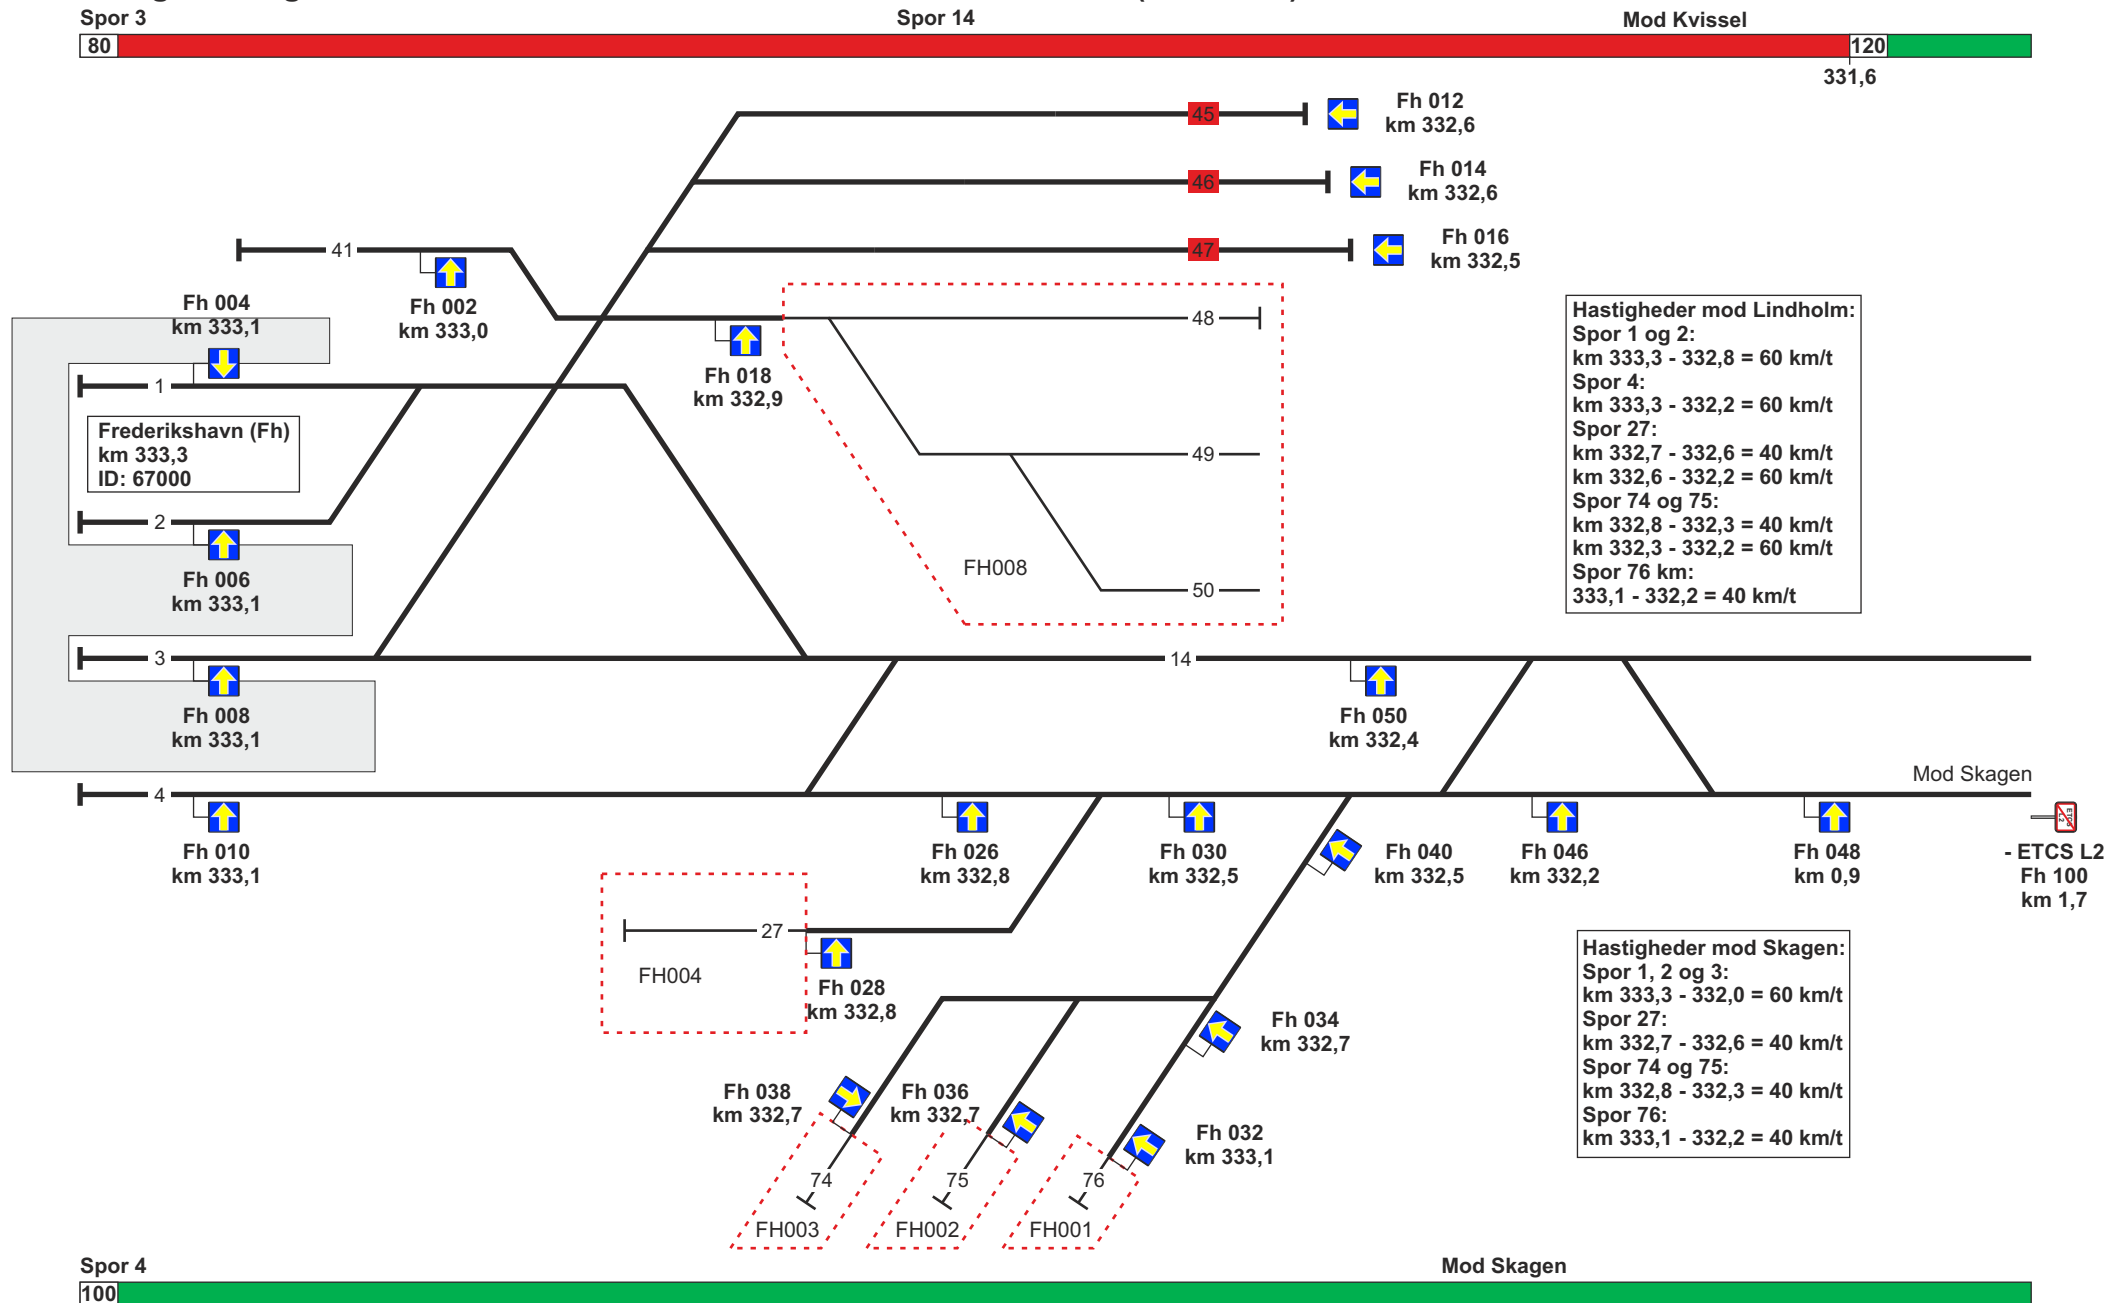 Spor 3
Spor 14
Mod Kvissel
80
120
331,6
45
Fh 012
km 332,6
46
Fh 014
km 332,6
47
Fh 016
km 332,5
41
Fh 002
km 333,0
Fh 004
km 333,1
48
Fh 018
km 332,9
1
Frederikshavn (Fh)
km 333,3
ID: 67000
49
2
FH008
Fh 006
km 333,1
50
Hastigheder mod Lindholm:
Spor 1 og 2:
km 333,3 - 332,8 = 60 km/t
Spor 4:
km 333,3 - 332,2 = 60 km/t
Spor 27:
km 332,7 - 332,6 = 40 km/t
km 332,6 - 332,2 = 60 km/t
Spor 74 og 75:
km 332,8 - 332,3 = 40 km/t
km 332,3 - 332,2 = 60 km/t
Spor 76 km:
333,1 - 332,2 = 40 km/t
3
14
Fh 008
km 333,1
Fh 050
km 332,4
Mod Skagen
4
Fh 010
km 333,1
Fh 026
km 332,8
Fh 030
km 332,5
Fh 040
km 332,5
Fh 046
km 332,2
Fh 048
km 0,9
- ETCS L2
Fh 100
km 1,7
27
FH004
Fh 028
km 332,8
Hastigheder mod Skagen:
Spor 1, 2 og 3:
km 333,3 - 332,0 = 60 km/t
Spor 27:
km 332,7 - 332,6 = 40 km/t
Spor 74 og 75:
km 332,8 - 332,3 = 40 km/t
Spor 76:
km 333,1 - 332,2 = 40 km/t
Fh 034
km 332,7
Fh 038
km 332,7
Fh 036
km 332,7
Fh 032
km 333,1
74
75
76
FH003
FH002
FH001
Spor 4
Mod Skagen
100